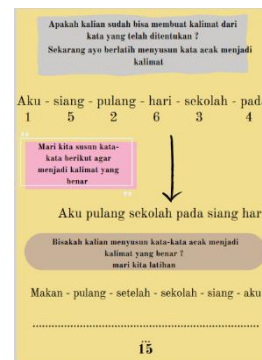 Apakah kalian sudah bisa membuat kalimat dari
kata yang telah ditentukan ?
Sekarang ayo berlatih menyusun kata acak menjadi
kalimat
Aku - siang - pulang - hari - sekolah - pad
1 5 2 6 3 4
Mari kita susun kata-
kata berikut agar
menjadi kalimat yang
benar
Aku pulang sekolah pada siang har
Bisakah kalian menyusun kata-kata acak menjadi
kalimat yang benar ?
mari kita latihan
Makan - pulang - setelah - sekolah - siang - aku
15